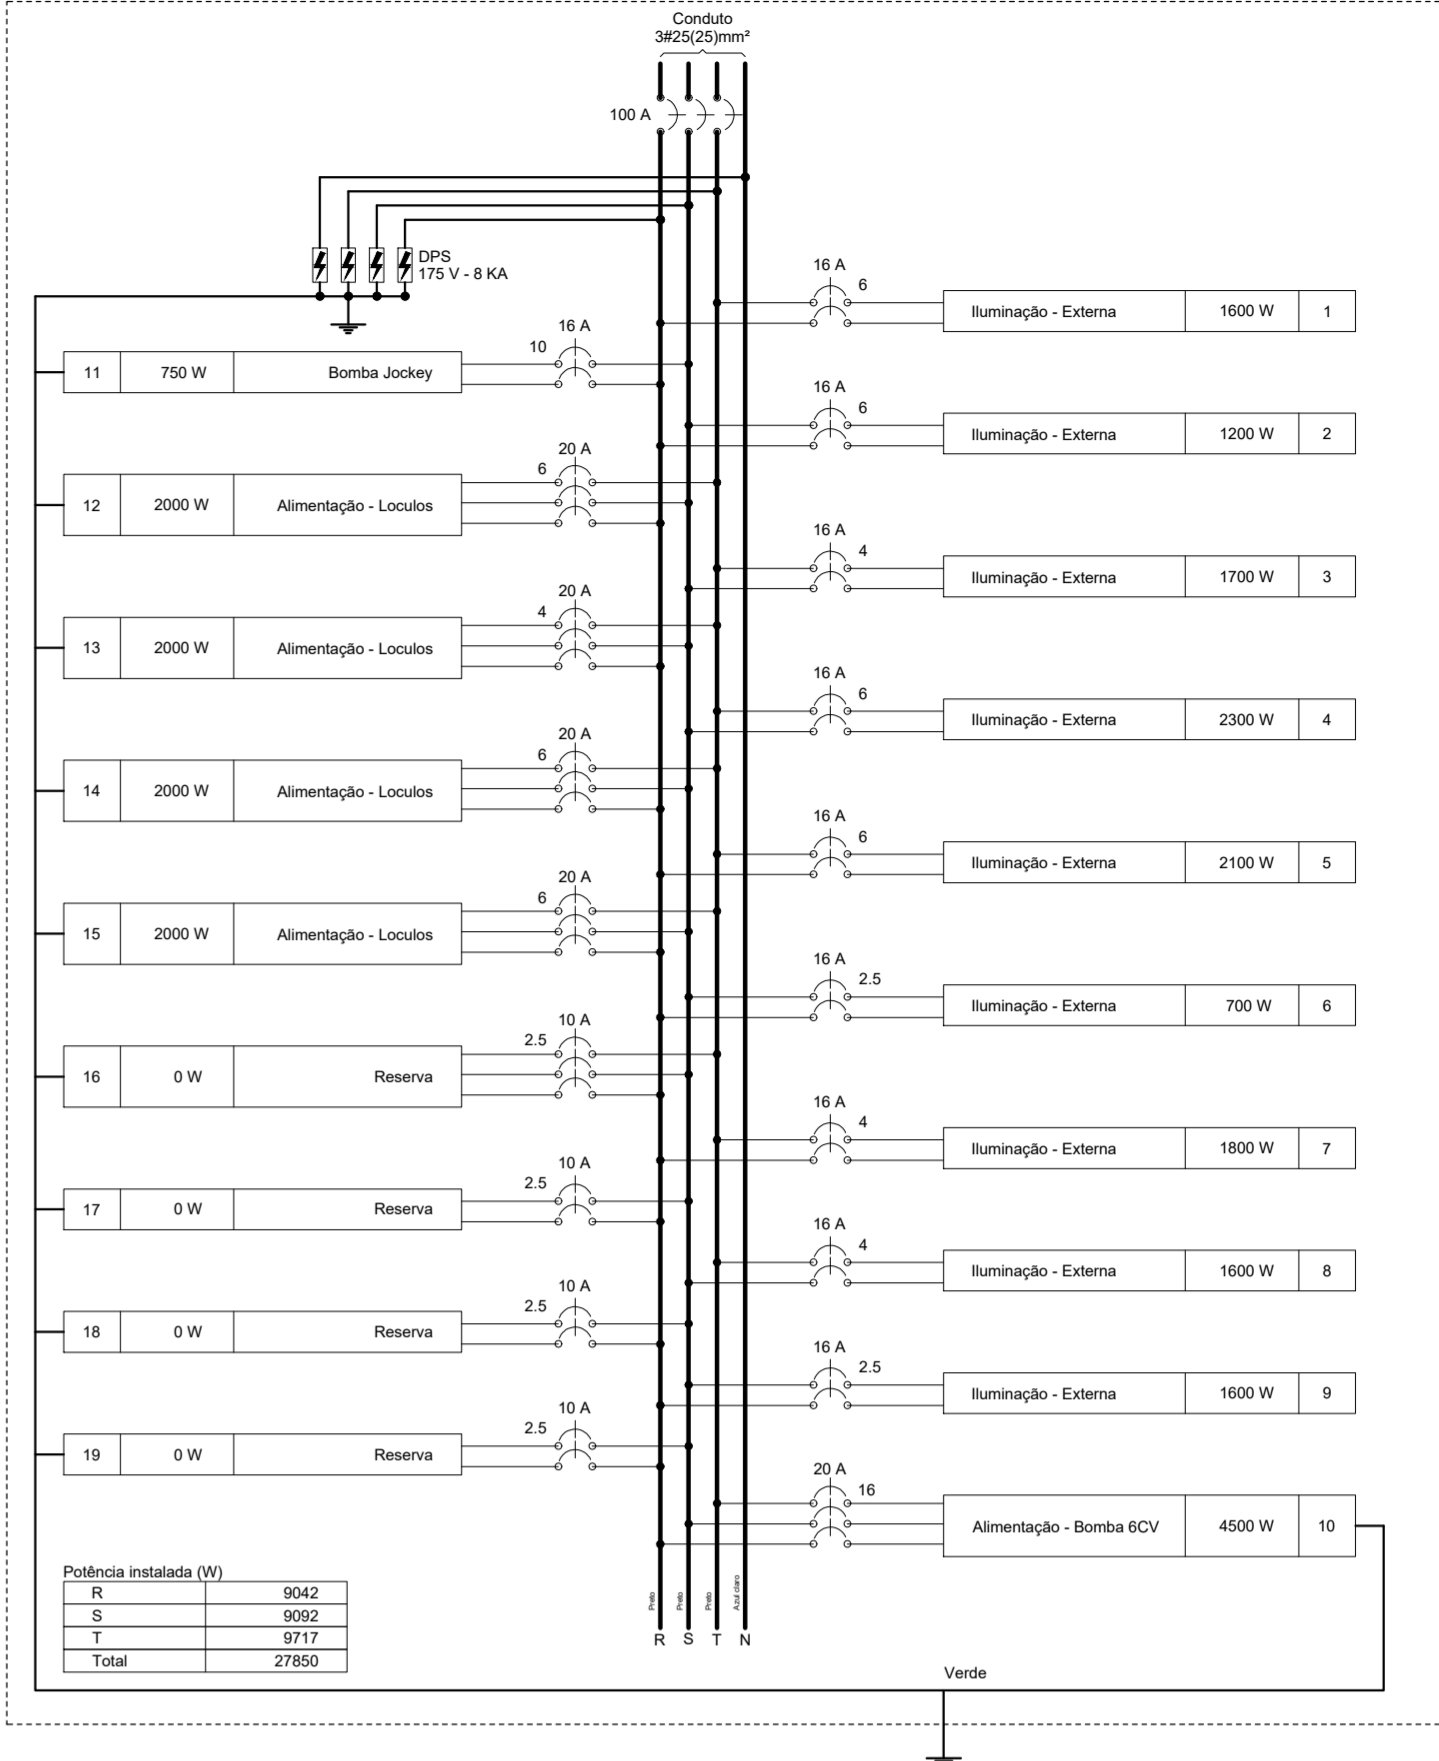 Conduto
3#25(25)mm²
100 A
DPS
175 V - 8 KA
16 A
6
Iluminação - Externa 1600 W 1
16 A
10
11 750 W Bomba Jockey
16 A
6
Iluminação - Externa 1200 W 2
20 A
6
12 2000 W Alimentação - Loculos
16 A
4
Iluminação - Externa 1700 W 3
20 A
4
13 2000 W Alimentação - Loculos
16 A
6
Iluminação - Externa 2300 W 4
20 A
6
14 2000 W Alimentação - Loculos
16 A
6
Iluminação - Externa 2100 W 5
20 A
6
15 2000 W Alimentação - Loculos
16 A
2.5
Iluminação - Externa 700 W 6
10 A
2.5
16 0 W Reserva
16 A
4
Iluminação - Externa 1800 W 7
10 A
2.5
17 0 W Reserva
16 A
4
Iluminação - Externa 1600 W 8
10 A
2.5
18 0 W Reserva
16 A
2.5
Iluminação - Externa 1600 W 9
10 A
2.5
19 0 W Reserva
20 A
16
Alimentação - Bomba 6CV 4500 W 10
Potência instalada (W)
R 9042
S 9092
T 9717
Total 27850
Preto
Preto
Preto
Azul claro
R S T N
Verde